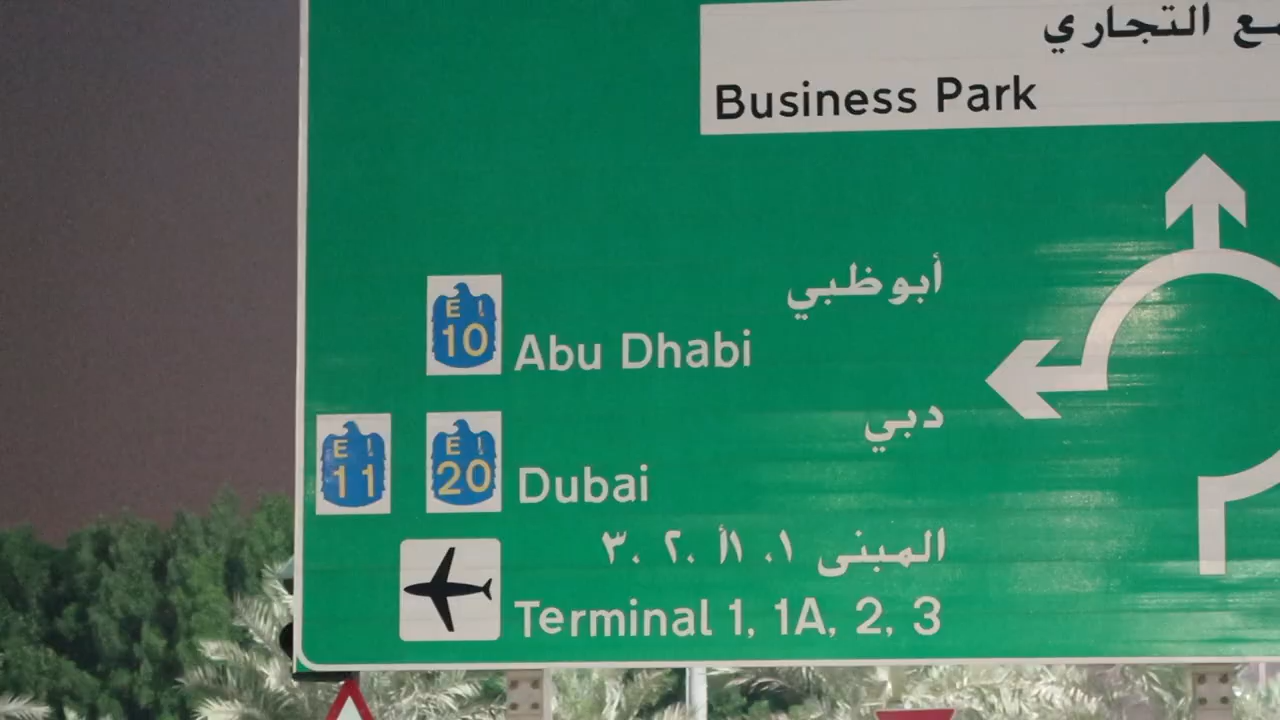 التجاري
Business Park
أبوظبي
E ا
10
Abu Dhabi
دبي
E ا
11
E ا
20
Dubai
المبنى ١، ١أ، ٢، ٣
Terminal 1, 1A, 2, 3